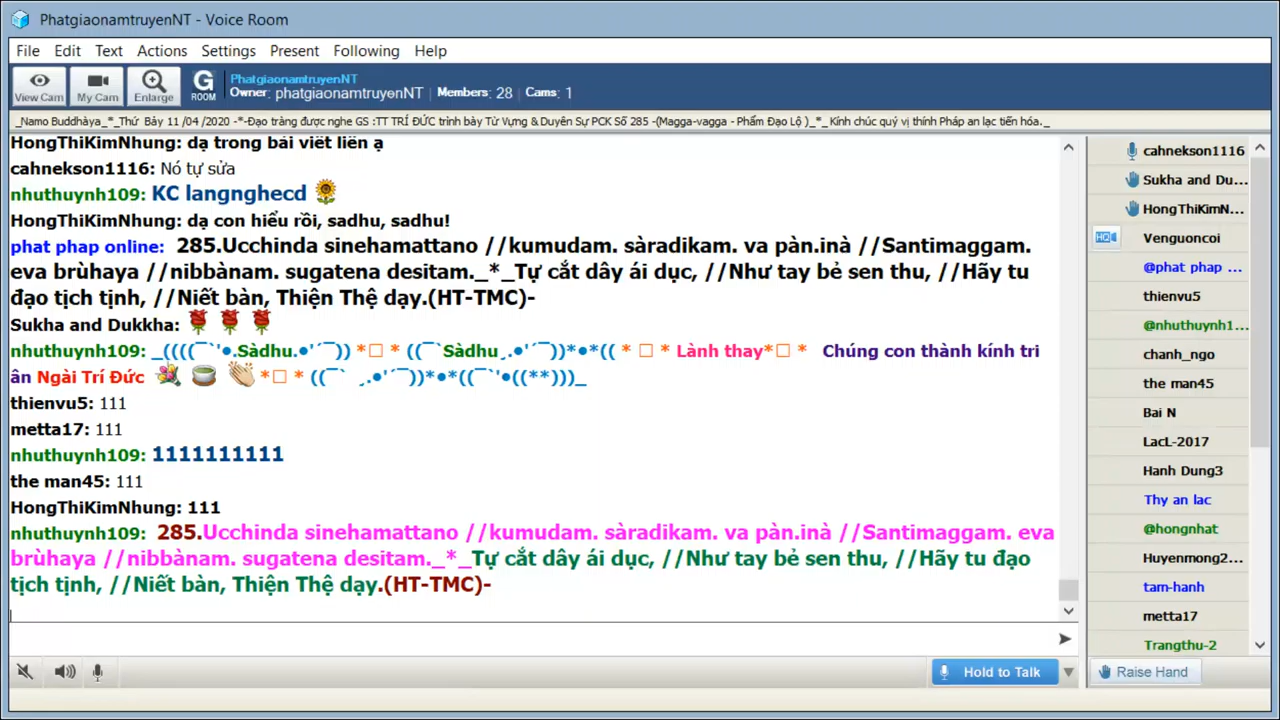 PhatgiaonamtruyenNT - Voice Room
File Edit Text Actions Settings Present Following Help
View Cam My Cam Enlarge G ROOM
PhatgiaonamtruyenNT
Owner: phatgiaonamtruyenNT | Members: 28 | Cams: 1
_Namo Buddhàya_*_Thứ Bảy 11 /04 /2020 -*-Đạo tràng được nghe GS :TT TRÍ ĐỨC trình bày Từ Vựng & Duyên Sự PCK Số 285 -(Magga-vagga - Phẩm Đạo Lộ )_*_ Kính chúc quý vị thính Pháp an lạc tiến hóa._
HongThiKimNhung: dạ trong bài viết liền ạ
cahnekson1116: Nó tự sửa
nhuthuynh109: KC langnghecd
HongThiKimNhung: dạ con hiểu rồi, sadhu, sadhu!
phat phap online: 285.Ucchinda sinehamattano //kumudam. sàradikam. va pàn.inà //Santimaggam.
eva brùhaya //nibbànam. sugatena desitam._*_Tự cắt dây ái dục, //Như tay bẻ sen thu, //Hãy tu
đạo tịch tịnh, //Niết bàn, Thiện Thệ dạy.(HT-TMC)-
Sukha and Dukkha:
nhuthuynh109: _((((¯`'•.Sàdhu.•'´¯)) *□ * ((¯`Sàdhu¸.•'´¯))*•*(( * □ * Lành thay*□ * Chúng con thành kính tri
ân Ngài Trí Đức *□ * ((¯` ¸.•'´¯))*•*((¯`'•((**)))_
thienvu5: 111
metta17: 111
nhuthuynh109: 1111111111
the man45: 111
HongThiKimNhung: 111
nhuthuynh109: 285.Ucchinda sinehamattano //kumudam. sàradikam. va pàn.inà //Santimaggam. eva
brùhaya //nibbànam. sugatena desitam._*_Tự cắt dây ái dục, //Như tay bẻ sen thu, //Hãy tu đạo
tịch tịnh, //Niết bàn, Thiện Thệ dạy.(HT-TMC)-
Hold to Talk
cahnekson1116
Sukha and Du...
HongThiKimN...
HQ Venguoncoi
@phat phap ...
thienvu5
@nhuthuynh1...
chanh_ngo
the man45
Bai N
LacL-2017
Hanh Dung3
Thy an lac
@hongnhat
Huyenmong2...
tam-hanh
metta17
Trangthu-2
Raise Hand